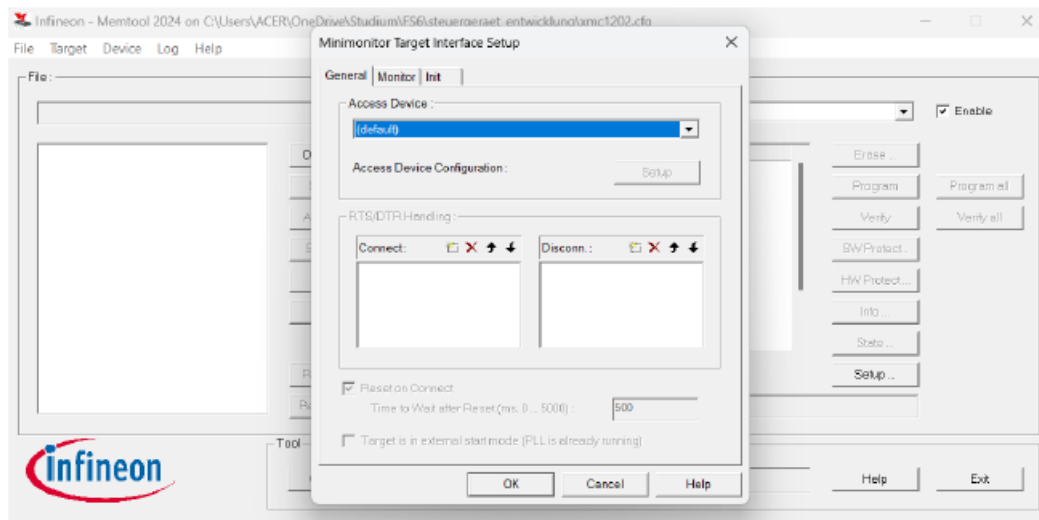 Infineon - Memtool 2024 on C:\Users\ACER\OneDrive\Studium\FS6\steuergeraet_entwicklung\xmc1202.cfg
File Target Device Log Help
Minimonitor Target Interface Setup
General Monitor Init
File:
Enable
Access Device :
(default)
Access Device Configuration :
Setup
Erase ...
Program
Program all
Verify
Verify all
RTS/DTR Handling :
Connect:
Disconn.:
SW Protect..
HW Protect...
Info ...
State ...
Setup ...
Reset on Connect
Time to Wait after Reset (ms, 0 ... 5000) :
500
Target is in external start mode (PLL is already running)
infineon
Tool
OK
Cancel
Help
Help
Exit